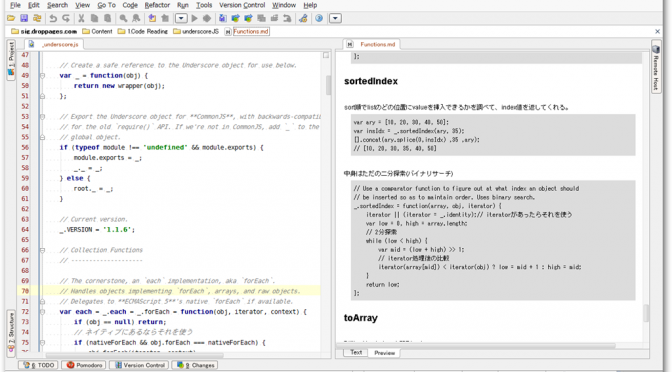 File Edit Search View Go To Code Refactor Run Tools Version Control Window Help
sig.droppages.com Content 1Code Reading underscoreJS Functions.md
_underscore.js
Functions.md
1: Project
Remote Host
7: Structure
47
48 // Create a safe reference to the Underscore object for use below.
49 var _ = function(obj) {
50 return new wrapper(obj);
51 };
52
53 // Export the Underscore object for **CommonJS**, with backwards-compati
54 // for the old `require()` API. If we're not in CommonJS, add `_` to the
55 // global object.
56 if (typeof module !== 'undefined' && module.exports) {
57 module.exports = _;
58 _._ = _;
59 } else {
60 root._ = _;
61 }
62
63 // Current version.
64 _.VERSION = '1.1.6';
65
66 // Collection Functions
67 // --------------------
68
69 // The cornerstone, an `each` implementation, aka `forEach`.
70 // Handles objects implementing `forEach`, arrays, and raw objects.
71 // Delegates to **ECMAScript 5**'s native `forEach` if available.
72 var each = _.each = _.forEach = function(obj, iterator, context) {
73 if (obj == null) return;
74 // ネイティブにあるならそれを使う
75 if (nativeForEach && obj.forEach === nativeForEach) {
];
sortedIndex
sort順でlistのどの位置にvalueを挿入できるかを調べて、index値を返してくれる。
var ary = [10, 20, 30, 40, 50];
var insIdx = _.sortedIndex(ary, 35);
[].concat(ary.splice(0,insIdx) ,35 ,ary);
// [10, 20, 30, 35, 40, 50]
中身はただの二分探索(バイナリサーチ)
// Use a comparator function to figure out at what index an object should
// be inserted so as to maintain order. Uses binary search.
_.sortedIndex = function(array, obj, iterator) {
iterator || (iterator = _.identity);// iteratorがあったらそれを使う
var low = 0, high = array.length;
// 2分探索
while (low < high) {
var mid = (low + high) >> 1;
// iterator処理後の比較
iterator(array[mid]) < iterator(obj) ? low = mid + 1 : high = mid;
}
return low;
};
toArray
Text Preview
6: TODO Pomodoro Version Control 9: Changes